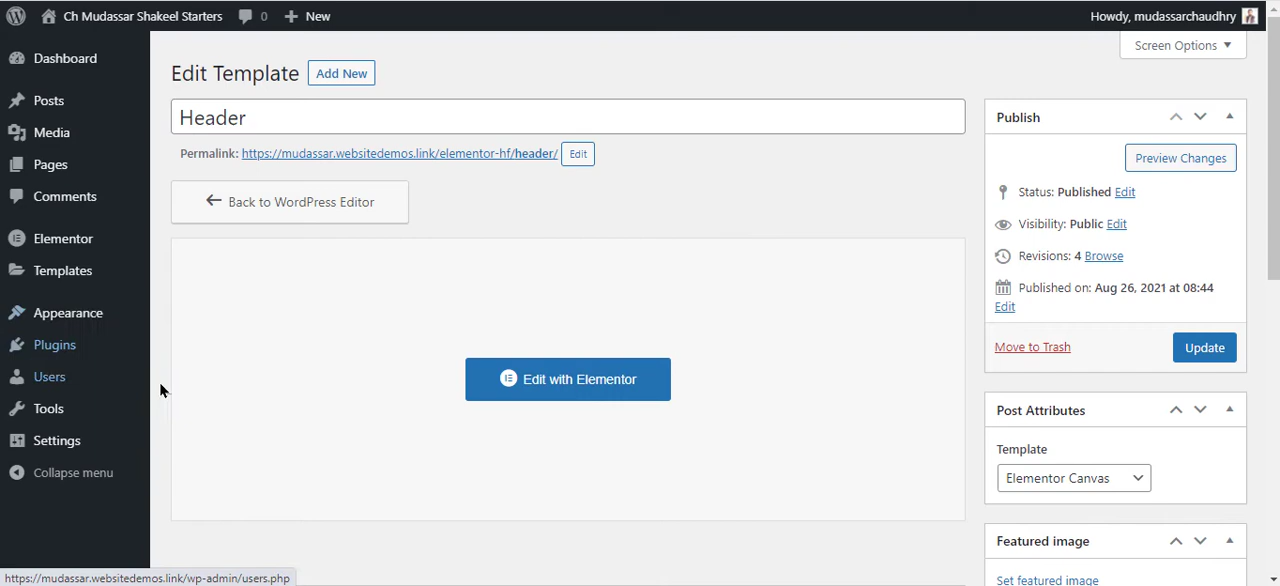 Ch Mudassar Shakeel Starters 0 New Howdy, mudassarchaudhry
Screen Options
Dashboard
Posts
Media
Pages
Comments
Elementor
Templates
Appearance
Plugins
Users
Tools
Settings
Collapse menu
Edit Template Add New
Header
Permalink: https://mudassar.websitedemos.link/elementor-hf/header/ Edit
Back to WordPress Editor
Edit with Elementor
Publish
Preview Changes
Status: Published Edit
Visibility: Public Edit
Revisions: 4 Browse
Published on: Aug 26, 2021 at 08:44
Edit
Move to Trash Update
Post Attributes
Template
Elementor Canvas
Featured image
Set featured image
https://mudassar.websitedemos.link/wp-admin/users.php